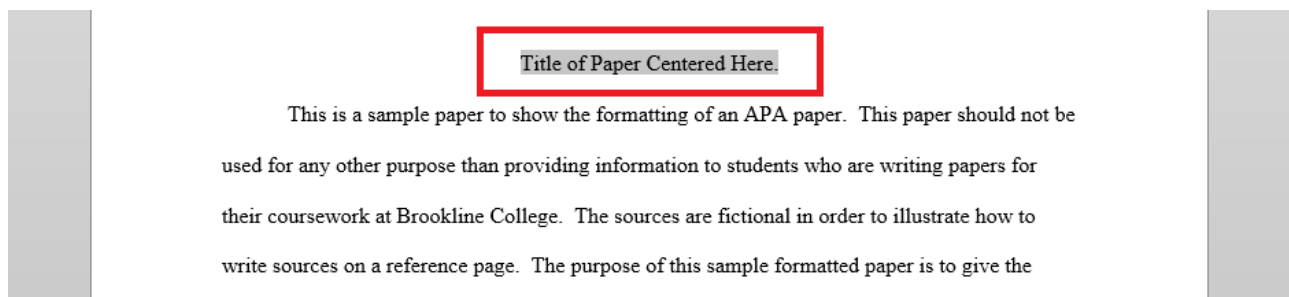 Title of Paper Centered Here.
This is a sample paper to show the formatting of an APA paper.  This paper should not be
used for any other purpose than providing information to students who are writing papers for
their coursework at Brookline College.  The sources are fictional in order to illustrate how to
write sources on a reference page.  The purpose of this sample formatted paper is to give the